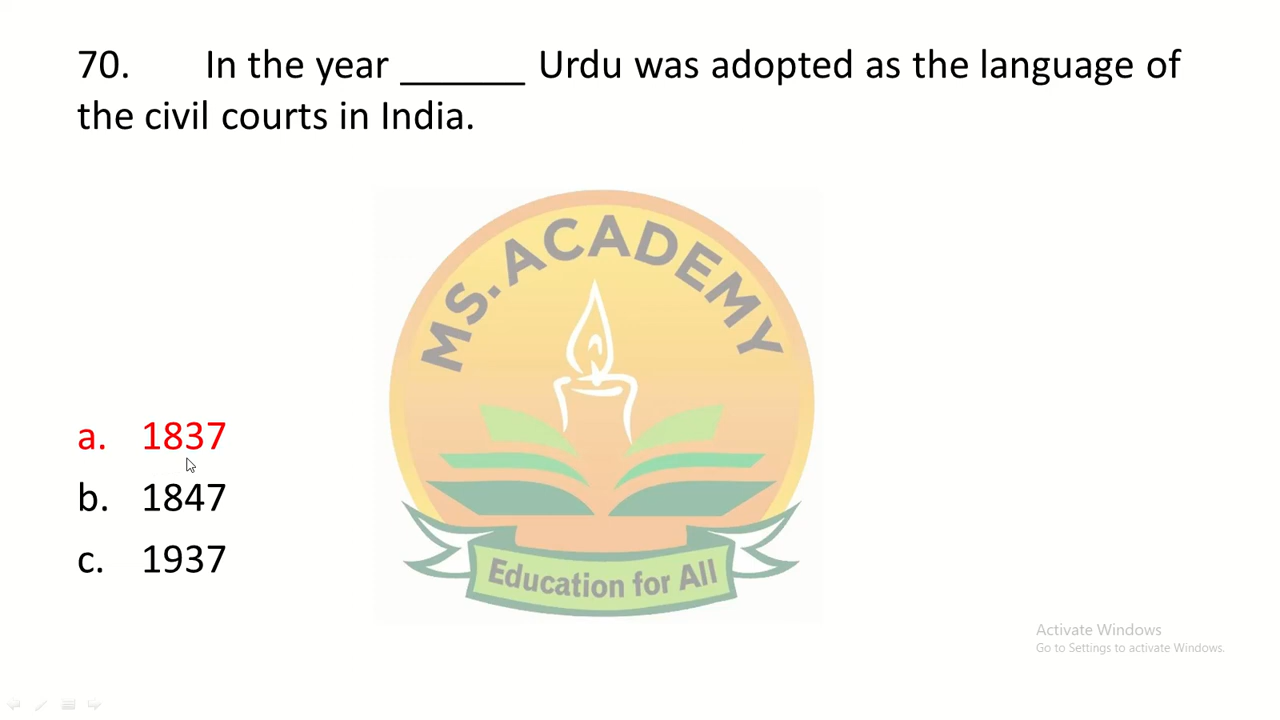 70. In the year ______ Urdu was adopted as the language of
the civil courts in India.
MS. ACADEMY
a. 1837
b. 1847
c. 1937
Education for All
Activate Windows
Go to Settings to activate Windows.